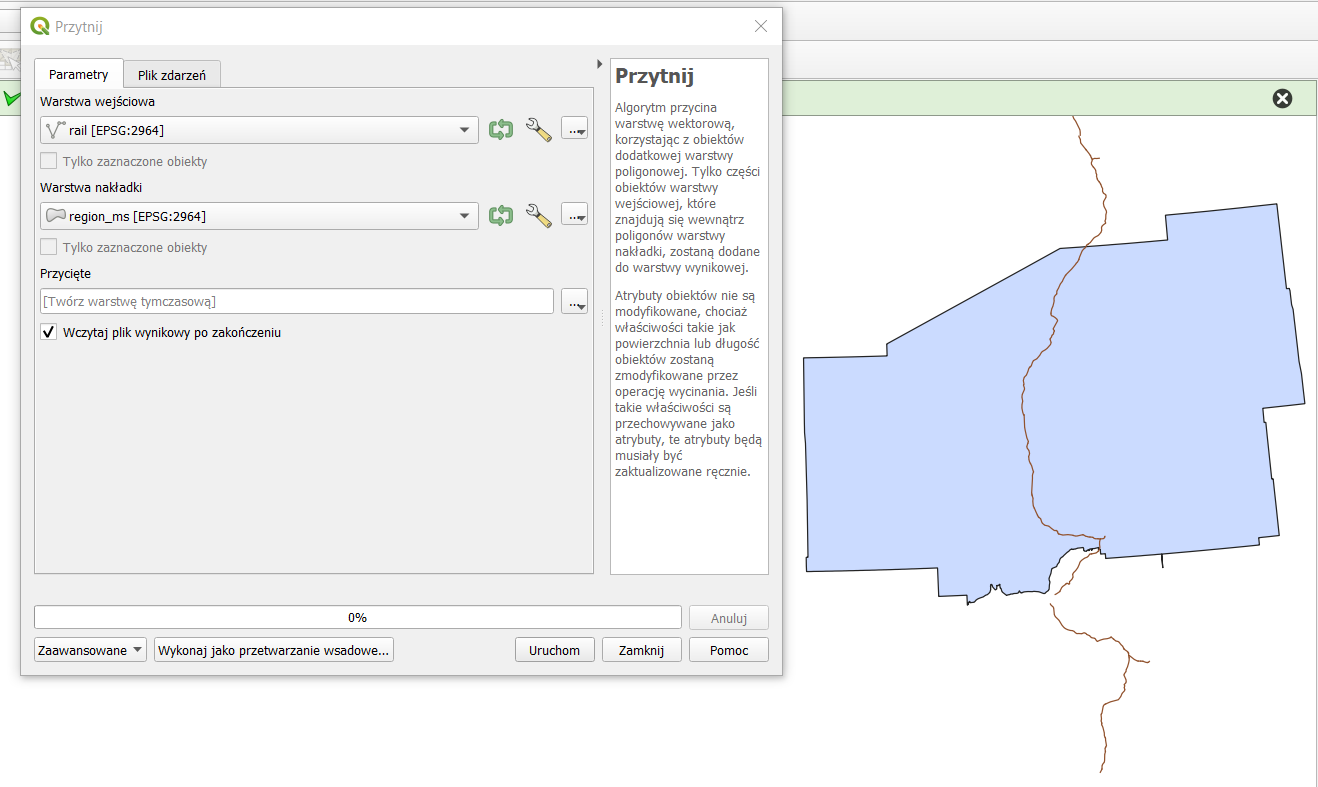 Przytnij
Parametry
Plik zdarzeń
Warstwa wejściowa
rail [EPSG:2964]
...
Tylko zaznaczone obiekty
Warstwa nakładki
region_ms [EPSG:2964]
...
Tylko zaznaczone obiekty
Przycięte
[Twórz warstwę tymczasową]
...
Wczytaj plik wynikowy po zakończeniu
Przytnij
Algorytm przycina
warstwę wektorową,
korzystając z obiektów
dodatkowej warstwy
poligonowej. Tylko części
obiektów warstwy
wejściowej, które
znajdują się wewnątrz
poligonów warstwy
nakładki, zostaną dodane
do warstwy wynikowej.
Atrybuty obiektów nie są
modyfikowane, chociaż
właściwości takie jak
powierzchnia lub długość
obiektów zostaną
zmodyfikowane przez
operację wycinania. Jeśli
takie właściwości są
przechowywane jako
atrybuty, te atrybuty będą
musiały być
zaktualizowane ręcznie.
0%
Anuluj
Zaawansowane
Wykonaj jako przetwarzanie wsadowe...
Uruchom
Zamknij
Pomoc